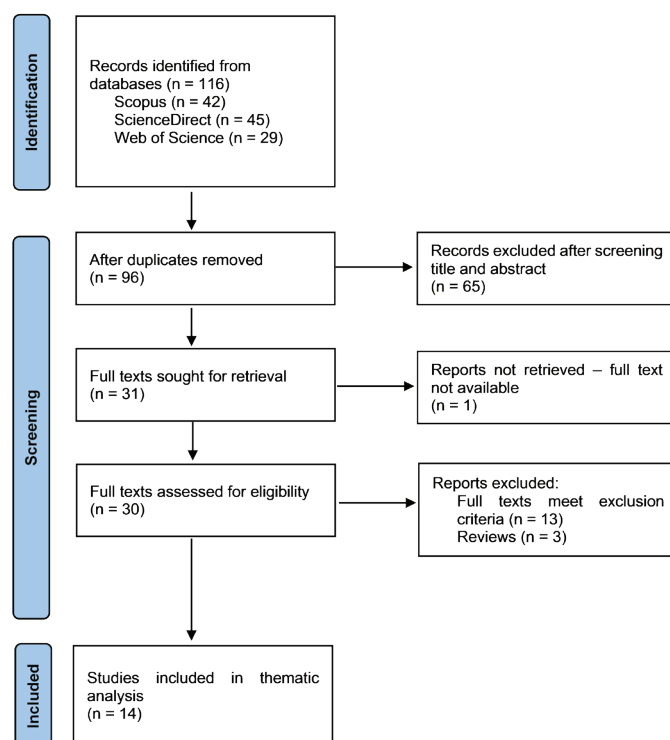 Identification
Records identified from
databases (n = 116)
Scopus (n = 42)
ScienceDirect (n = 45)
Web of Science (n = 29)
Screening
After duplicates removed
(n = 96)
Records excluded after screening
title and abstract
(n = 65)
Full texts sought for retrieval
(n = 31)
Reports not retrieved – full text
not available
(n = 1)
Full texts assessed for eligibility
(n = 30)
Reports excluded:
Full texts meet exclusion
criteria (n = 13)
Reviews (n = 3)
Included
Studies included in thematic
analysis
(n = 14)